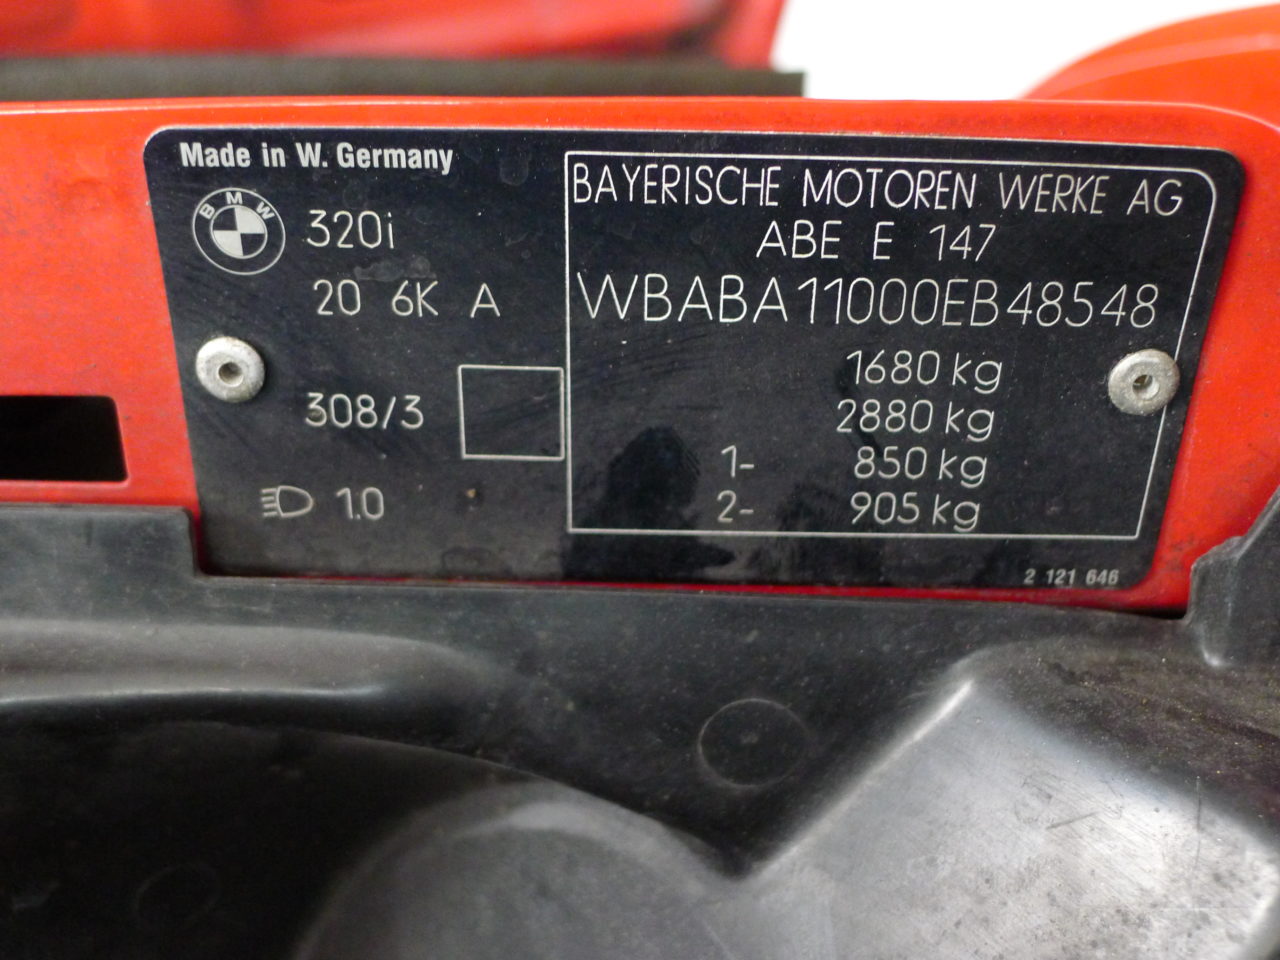 Made in W. Germany
BMW
320i
20 6K A
308/3
1.0
BAYERISCHE MOTOREN WERKE AG
ABE E 147
WBABA11000EB48548
1680 kg
2880 kg
1- 850 kg
2- 905 kg
2 121 646